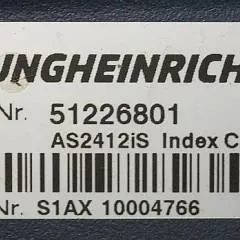 UNGHEINRICH
Nr. 51226801
AS2412iS Index C
Nr. S1AX 10004766